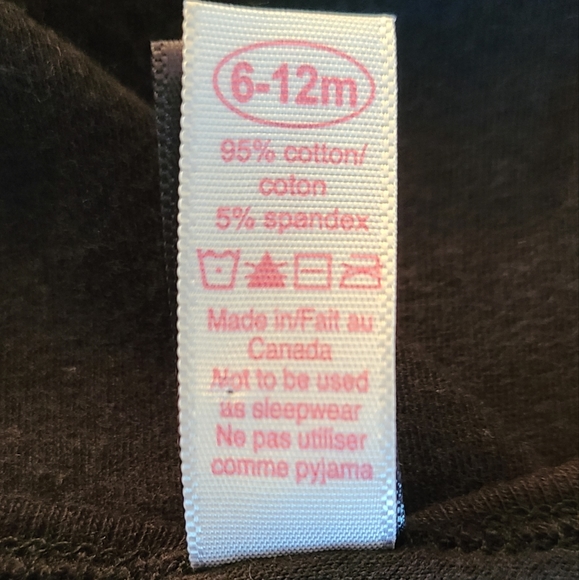 6-12m
95% cotton/
coton
5% spandex
Made in/Fait au
Canada
Not to be used
as sleepwear
Ne pas utiliser
comme pyjama